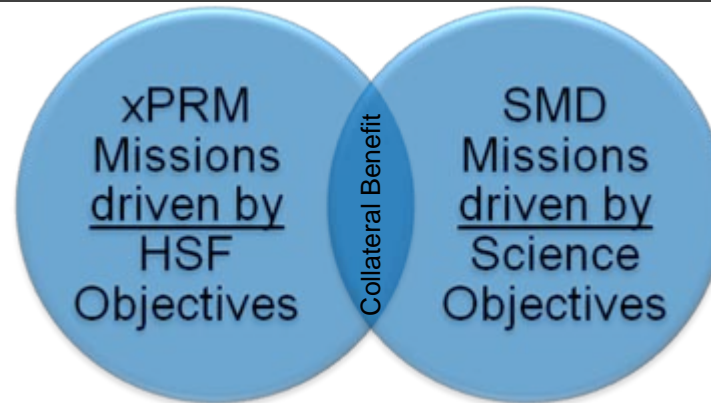 xPRM
Missions
driven by
HSF
Objectives
Collateral Benefit
SMD
Missions
driven by
Science
Objectives